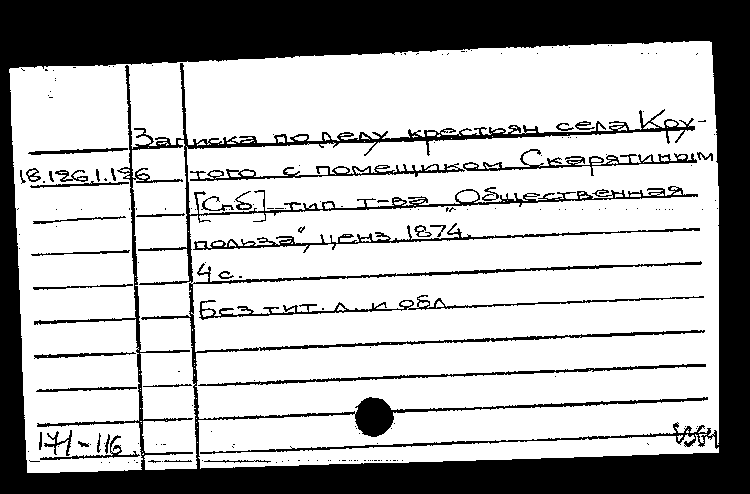 Записка по делу крестьян села Кру-
18.126.1.196 того с помещиком Скарятиным
[Спб], тип. т-ва „Общественная
польза“, ценз. 1874.
4 с.
Без тит. л. и обл.
171-116